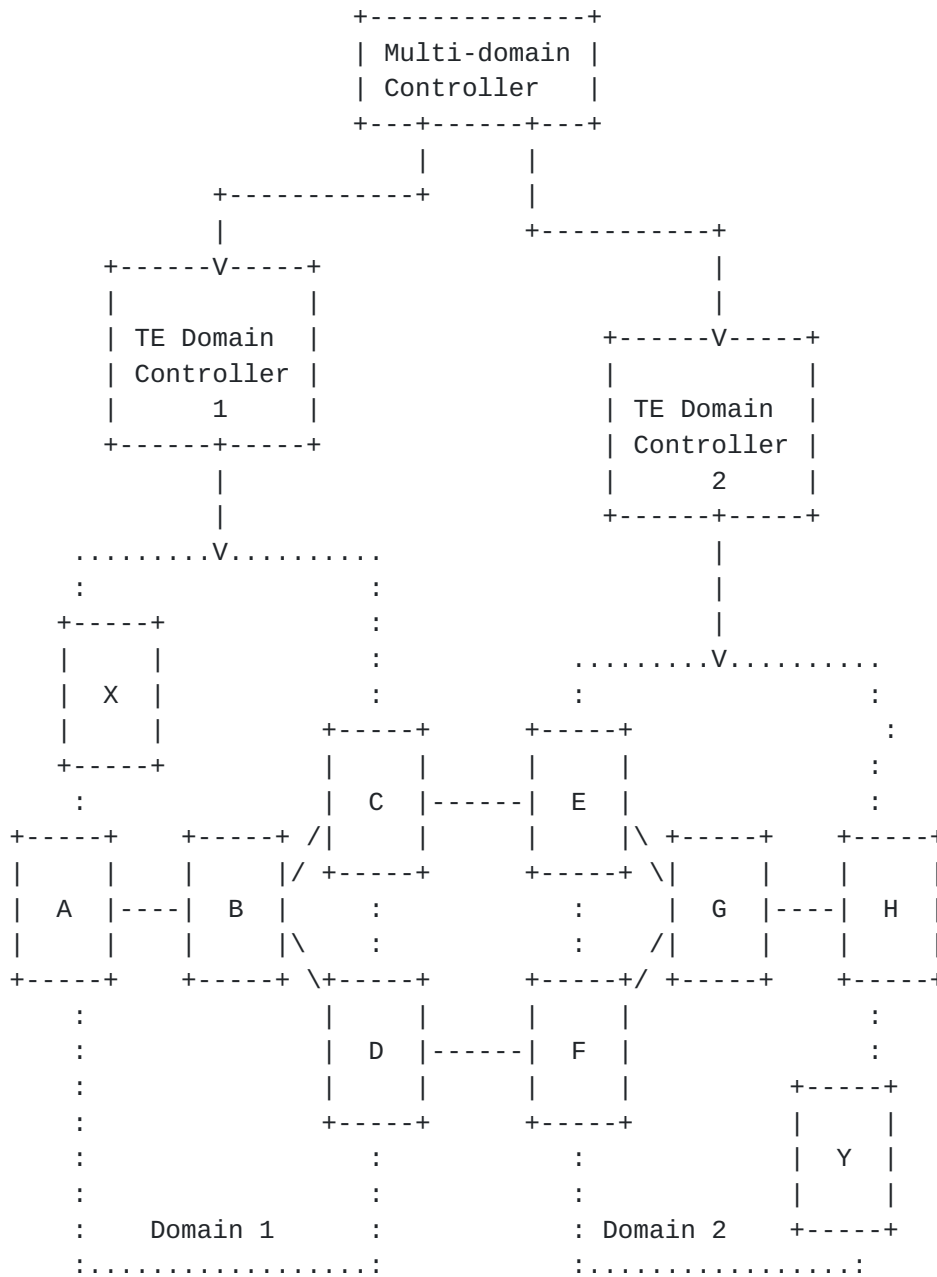 Multi-domain
Controller
TE Domain
Controller
1
TE Domain
Controller
2
X
C
E
A
B
G
H
D
F
Y
Domain 1
Domain 2